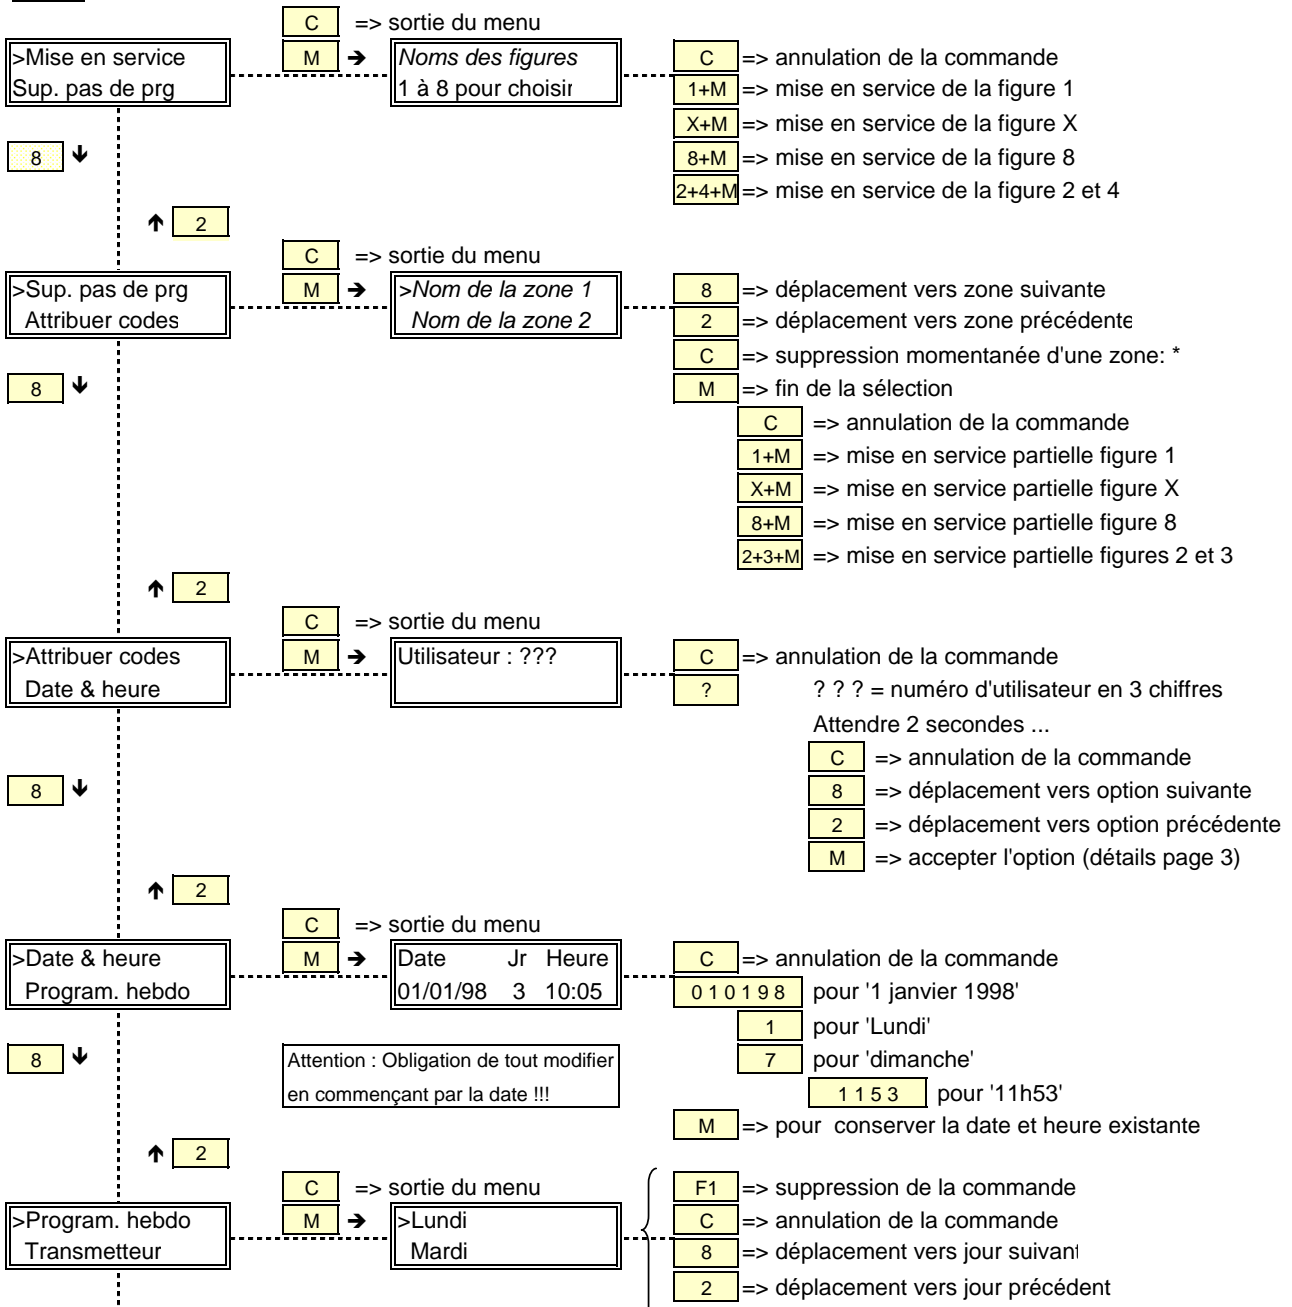 C => sortie du menu
>Mise en service
Sup. pas de prg
M ➔
Noms des figures
1 à 8 pour choisir
C => annulation de la commande
1+M => mise en service de la figure 1
X+M => mise en service de la figure X
8+M => mise en service de la figure 8
2+4+M => mise en service de la figure 2 et 4
8 ↓
↑ 2
C => sortie du menu
>Sup. pas de prg
Attribuer codes
M ➔
>Nom de la zone 1
Nom de la zone 2
8 => déplacement vers zone suivante
2 => déplacement vers zone précédente
C => suppression momentanée d'une zone: *
M => fin de la sélection
C => annulation de la commande
1+M => mise en service partielle figure 1
X+M => mise en service partielle figure X
8+M => mise en service partielle figure 8
2+3+M => mise en service partielle figures 2 et 3
8 ↓
↑ 2
C => sortie du menu
>Attribuer codes
Date & heure
M ➔
Utilisateur : ???
C => annulation de la commande
? ? ? ? = numéro d'utilisateur en 3 chiffres
Attendre 2 secondes ...
C => annulation de la commande
8 => déplacement vers option suivante
2 => déplacement vers option précédente
M => accepter l'option (détails page 3)
8 ↓
↑ 2
C => sortie du menu
>Date & heure
Program. hebdo
M ➔
Date Jr Heure
01/01/98 3 10:05
C => annulation de la commande
0 1 0 1 9 8 pour '1 janvier 1998'
1 pour 'Lundi'
7 pour 'dimanche'
1 1 5 3 pour '11h53'
M => pour conserver la date et heure existante
8 ↓
Attention : Obligation de tout modifier
en commençant par la date !!!
↑ 2
C => sortie du menu
>Program. hebdo
Transmetteur
M ➔
>Lundi
Mardi
F1 => suppression de la commande
C => annulation de la commande
8 => déplacement vers jour suivant
2 => déplacement vers jour précédent